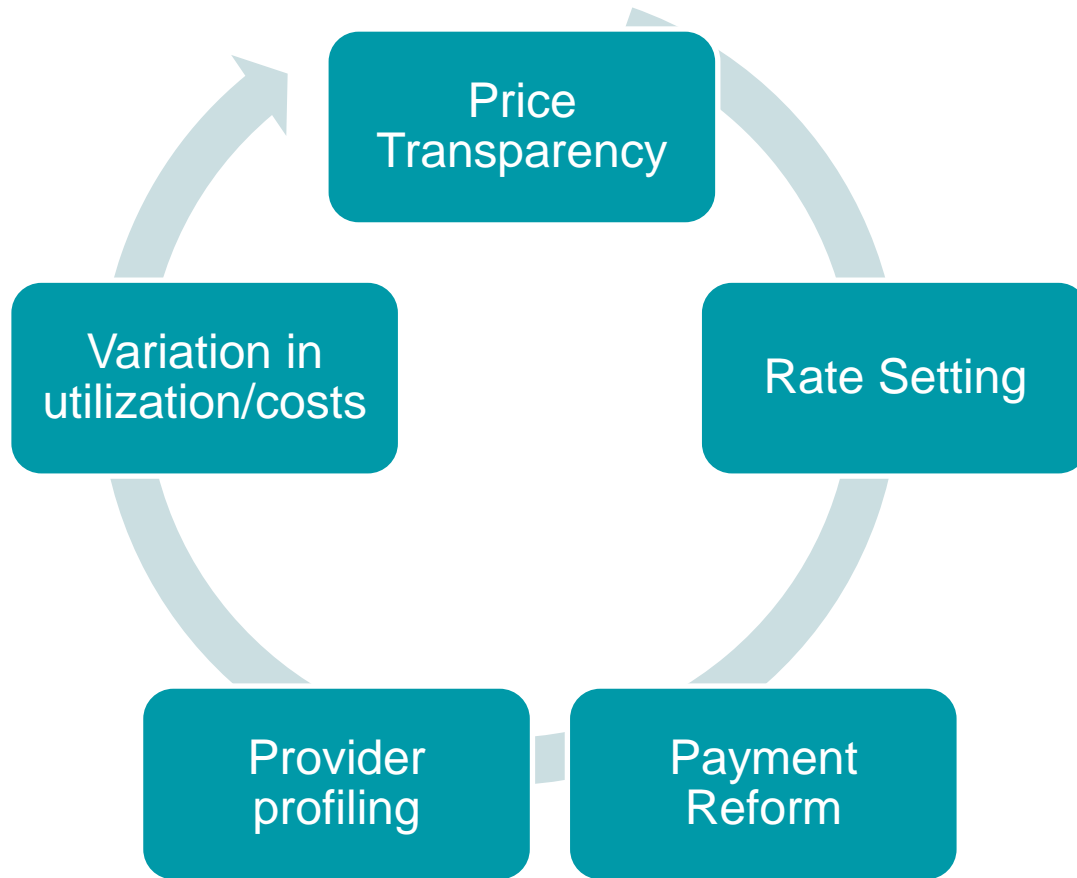 Price
Transparency
Rate Setting
Payment
Reform
Provider
profiling
Variation in
utilization/costs